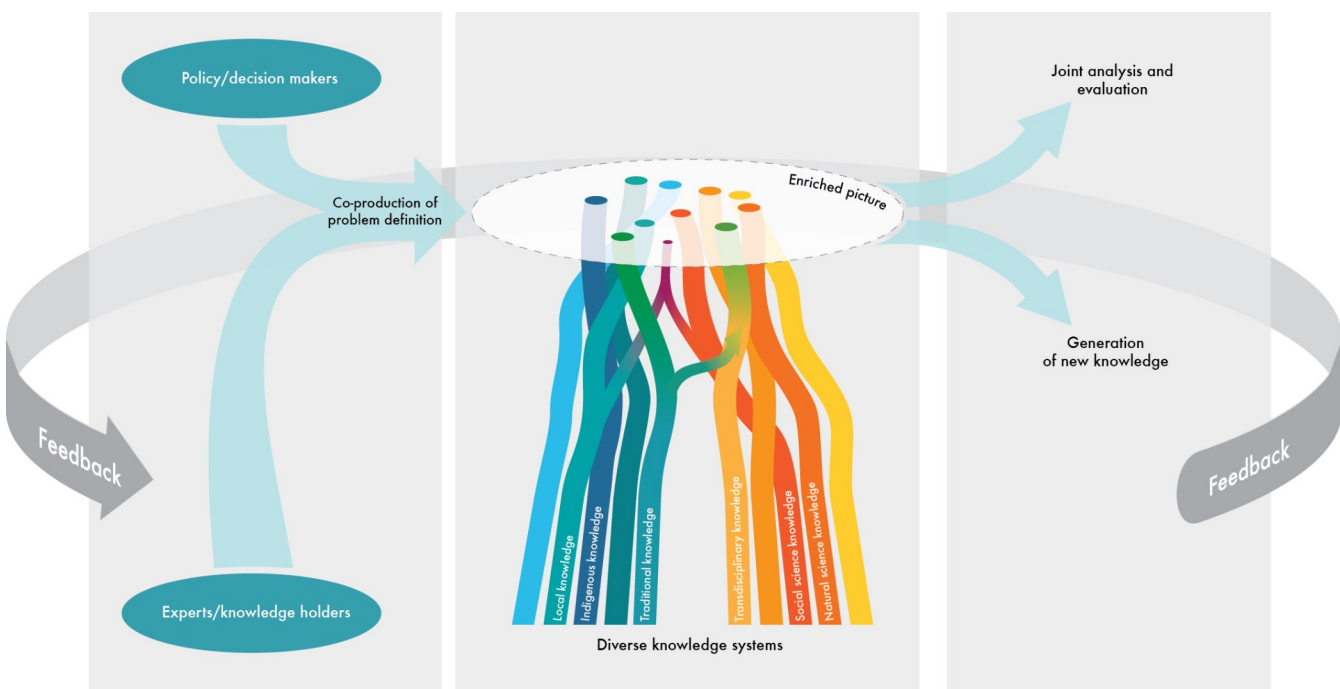 Policy/decision makers
Co-production of
problem definition
Experts/knowledge holders
Feedback
Enriched picture
Local knowledge
Indigenous knowledge
Traditional knowledge
Transdisciplinary knowledge
Social science knowledge
Natural science knowledge
Diverse knowledge systems
Joint analysis and
evaluation
Generation
of new knowledge
Feedback